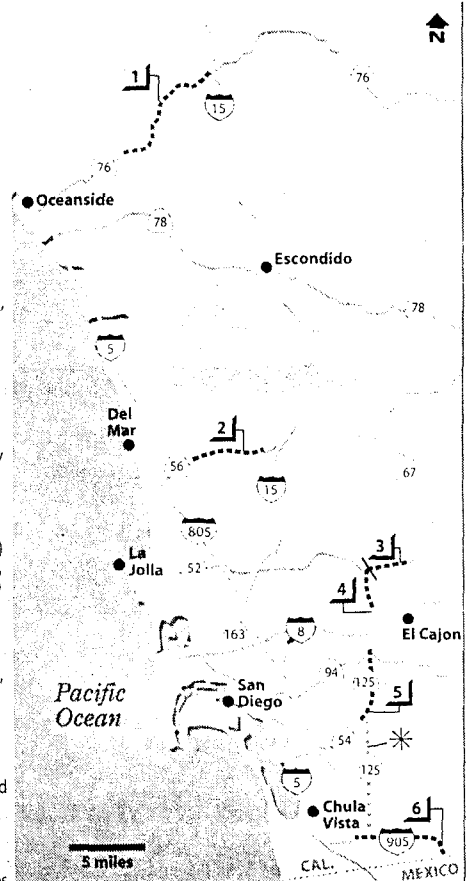 N
1
76
15
76
Oceanside
78
Escondido
78
5
Del
Mar
2
56
15
67
805
La
Jolla
52
3
4
163
8
El Cajon
94
125
Pacific
Ocean
San
Diego
5
54
125
5
Chula
Vista
6
905
5 miles
CAL.
MEXICO